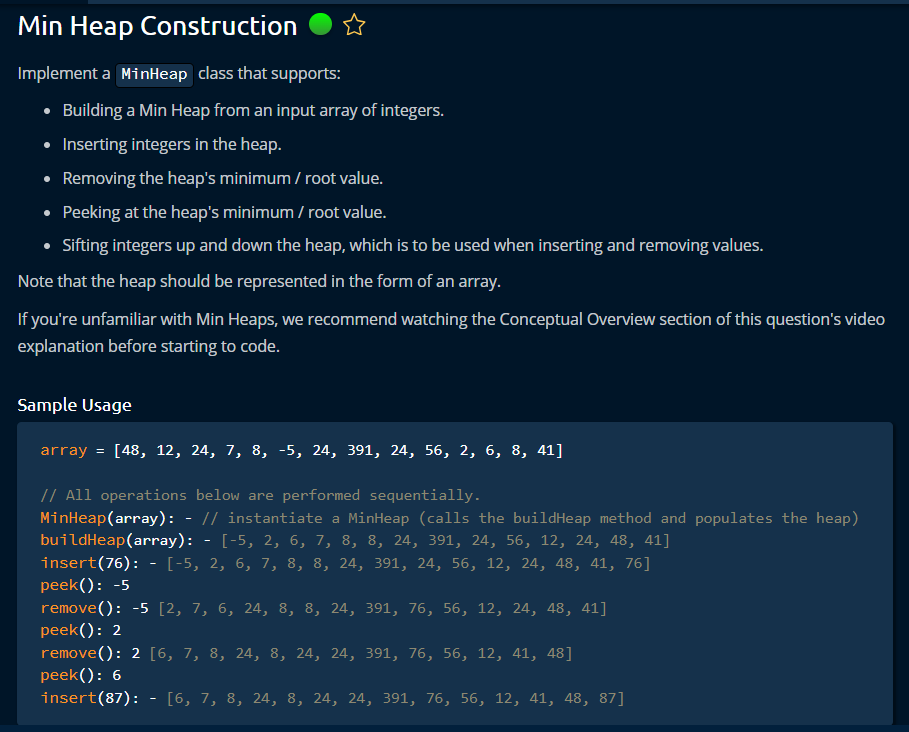 Min Heap Construction
Implement a MinHeap class that supports:
• Building a Min Heap from an input array of integers.
• Inserting integers in the heap.
• Removing the heap's minimum / root value.
• Peeking at the heap's minimum / root value.
• Sifting integers up and down the heap, which is to be used when inserting and removing values.
Note that the heap should be represented in the form of an array.
If you're unfamiliar with Min Heaps, we recommend watching the Conceptual Overview section of this question's video
explanation before starting to code.
Sample Usage
array = [48, 12, 24, 7, 8, -5, 24, 391, 24, 56, 2, 6, 8, 41]
// All operations below are performed sequentially.
MinHeap(array): - // instantiate a MinHeap (calls the buildHeap method and populates the heap)
buildHeap(array): - [-5, 2, 6, 7, 8, 8, 24, 391, 24, 56, 12, 24, 48, 41]
insert(76): - [-5, 2, 6, 7, 8, 8, 24, 391, 24, 56, 12, 24, 48, 41, 76]
peek(): -5
remove(): -5 [2, 7, 6, 24, 8, 8, 24, 391, 76, 56, 12, 24, 48, 41]
peek(): 2
remove(): 2 [6, 7, 8, 24, 8, 24, 24, 391, 76, 56, 12, 41, 48]
peek(): 6
insert(87): - [6, 7, 8, 24, 8, 24, 24, 391, 76, 56, 12, 41, 48, 87]